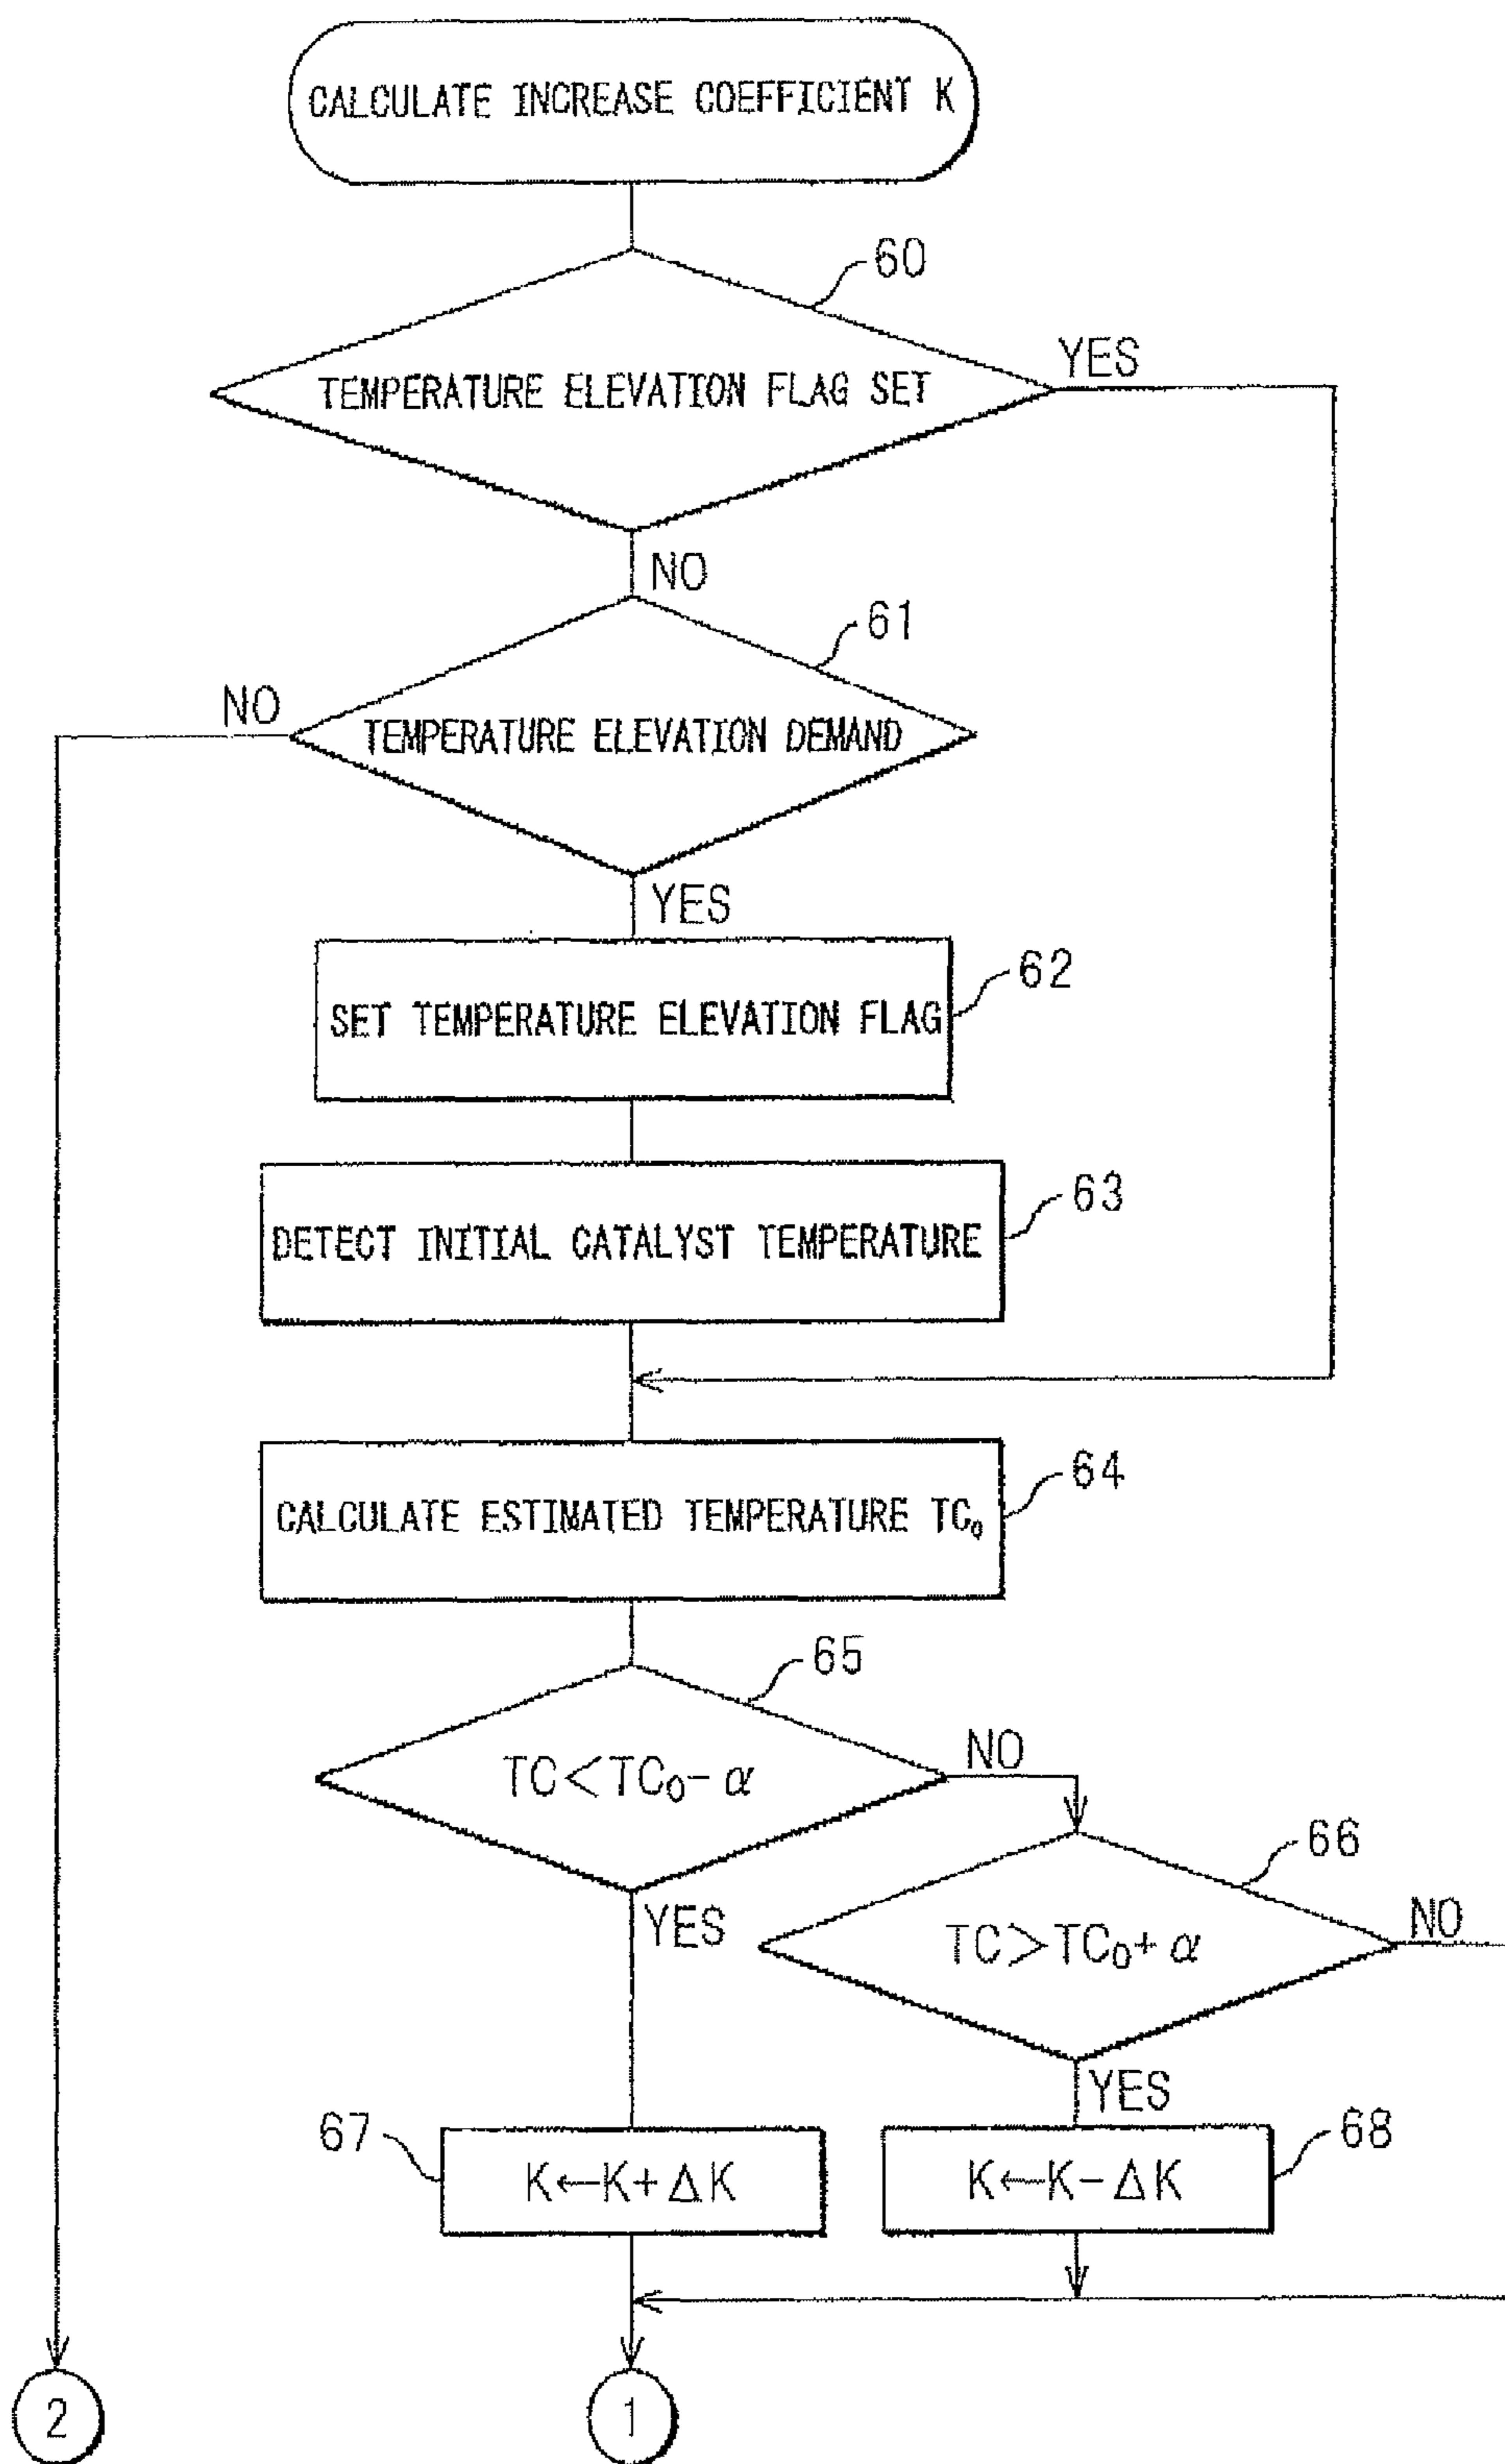 CALCULATE INCREASE COEFFICIENT K
60
TEMPERATURE ELEVATION FLAG SET
YES
NO
61
NO
TEMPERATURE ELEVATION DEMAND
YES
62
SET TEMPERATURE ELEVATION FLAG
63
DETECT INITIAL CATALYST TEMPERATURE
64
CALCULATE ESTIMATED TEMPERATURE TC₀
65
TC<TC₀-α
NO
66
YES
TC>TC₀+α
NO
YES
67
K←K+ΔK
68
K←K-ΔK
2
1